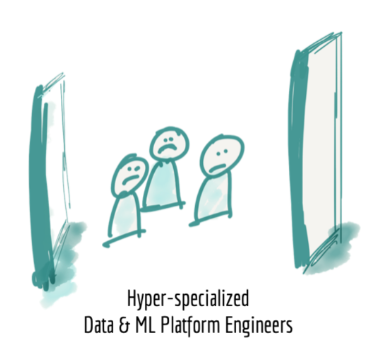 Hyper-specialized
Data & ML Platform Engineers